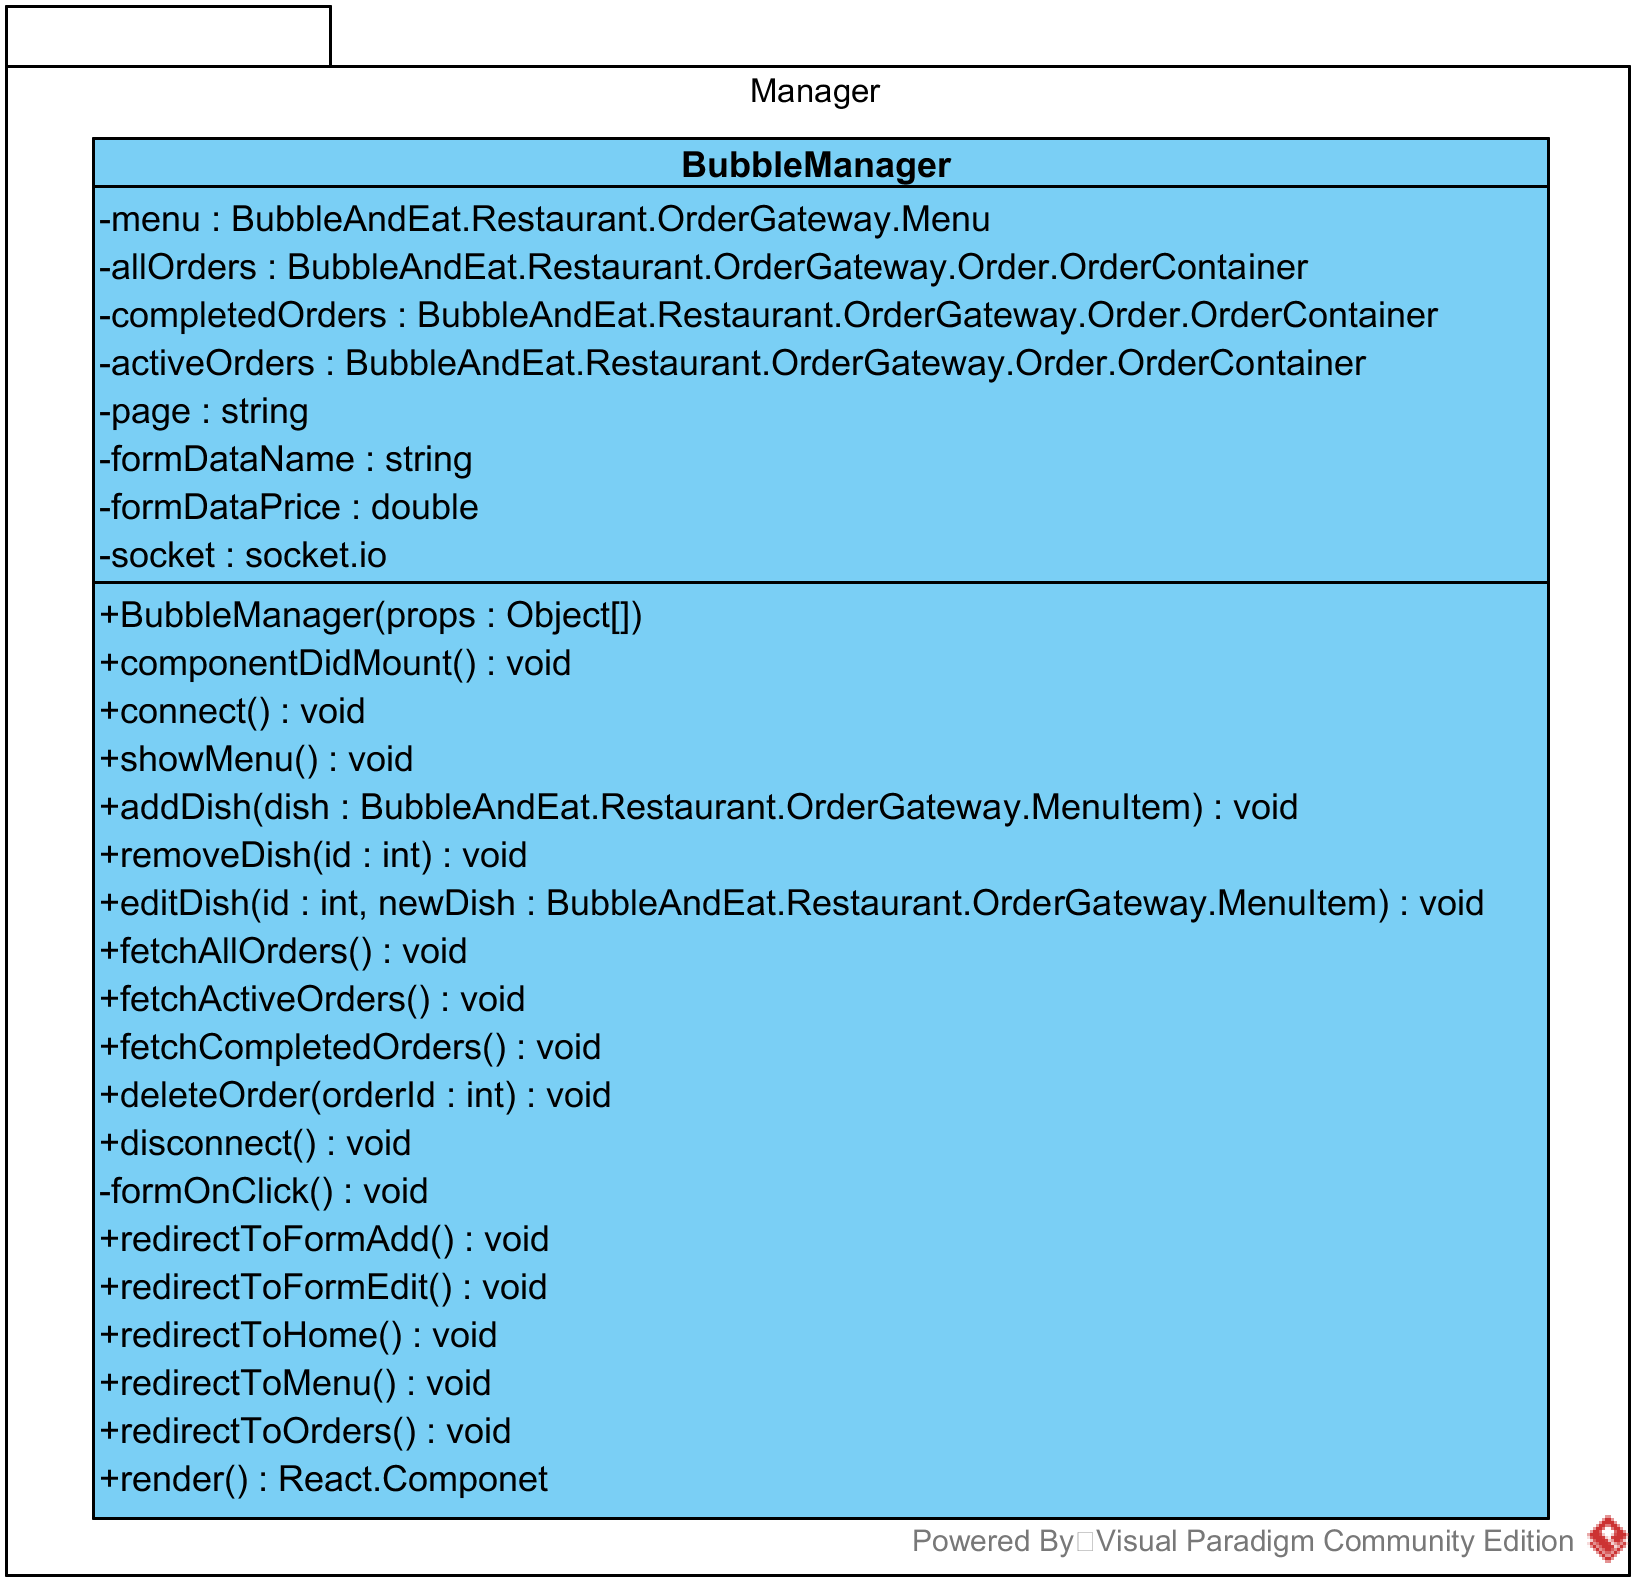 Manager
BubbleManager
-menu : BubbleAndEat.Restaurant.OrderGateway.Menu
-allOrders : BubbleAndEat.Restaurant.OrderGateway.Order.OrderContainer
-completedOrders : BubbleAndEat.Restaurant.OrderGateway.Order.OrderContainer
-activeOrders : BubbleAndEat.Restaurant.OrderGateway.Order.OrderContainer
-page : string
-formDataName : string
-formDataPrice : double
-socket : socket.io
+BubbleManager(props : Object[])
+componentDidMount() : void
+connect() : void
+showMenu() : void
+addDish(dish : BubbleAndEat.Restaurant.OrderGateway.MenuItem) : void
+removeDish(id : int) : void
+editDish(id : int, newDish : BubbleAndEat.Restaurant.OrderGateway.MenuItem) : void
+fetchAllOrders() : void
+fetchActiveOrders() : void
+fetchCompletedOrders() : void
+deleteOrder(orderId : int) : void
+disconnect() : void
-formOnClick() : void
+redirectToFormAdd() : void
+redirectToFormEdit() : void
+redirectToHome() : void
+redirectToMenu() : void
+redirectToOrders() : void
+render() : React.Componet
Powered By Visual Paradigm Community Edition